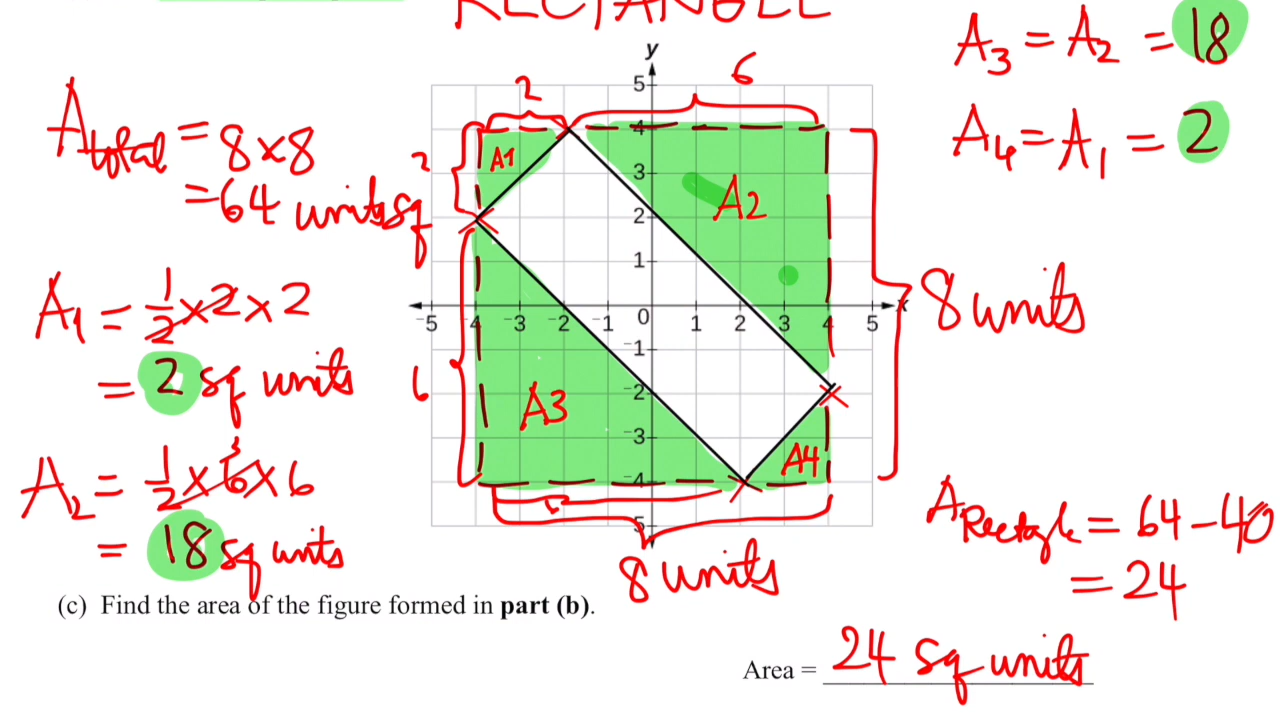 RECTANGLE
A3 = A2 = 18
A4 = A1 = 2
Atotal = 8×8
= 64 units sq
A1 = 1/2 × 2 × 2
= 2 sq units
A2 = 1/2 × 6 × 6
3
= 18 sq units
y
2
6
2
6
A1
A2
A3
A4
5
4
3
2
1
0
-1
-2
-3
-4
5
-5
4
-3
-2
-1
1
2
3
4
5
x
8 units
8 units
ARectangle = 64 - 40
= 24
(c) Find the area of the figure formed in part (b).
Area = 24 sq units